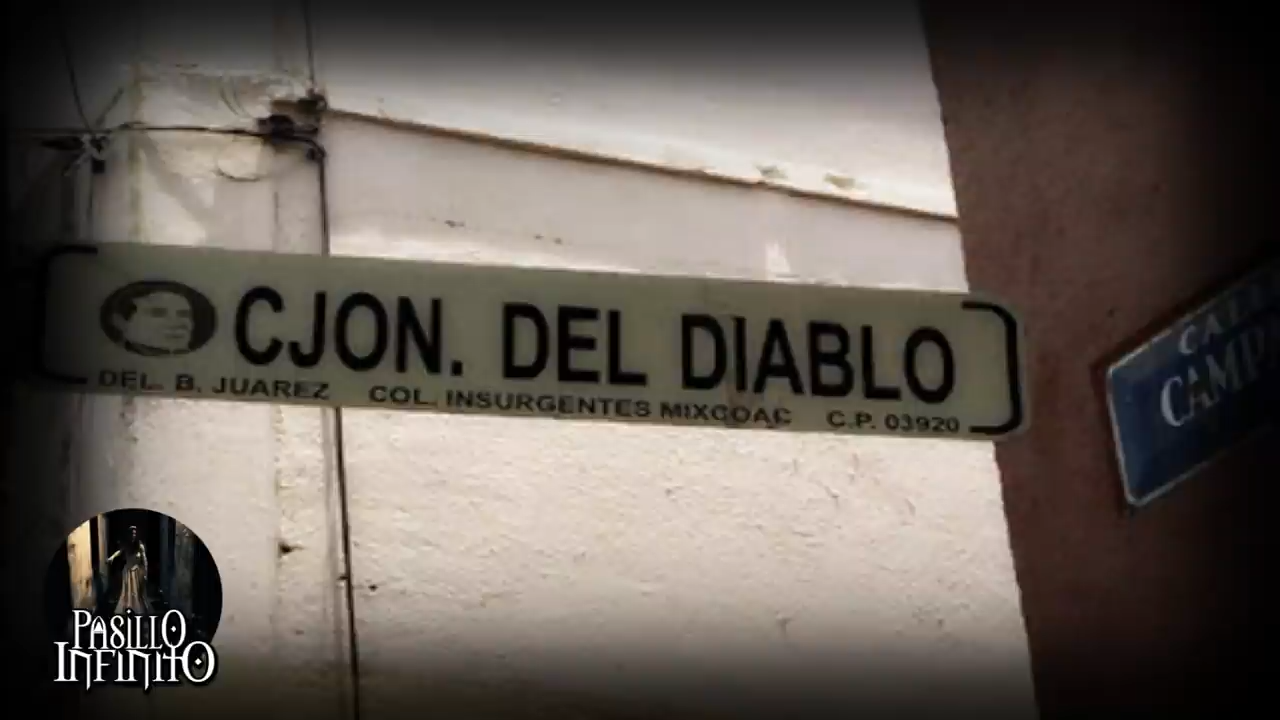 CJON. DEL DIABLO
DEL. B. JUAREZ COL. INSURGENTES MIXCOAC C.P. 03920
PASILLO
INFINITO